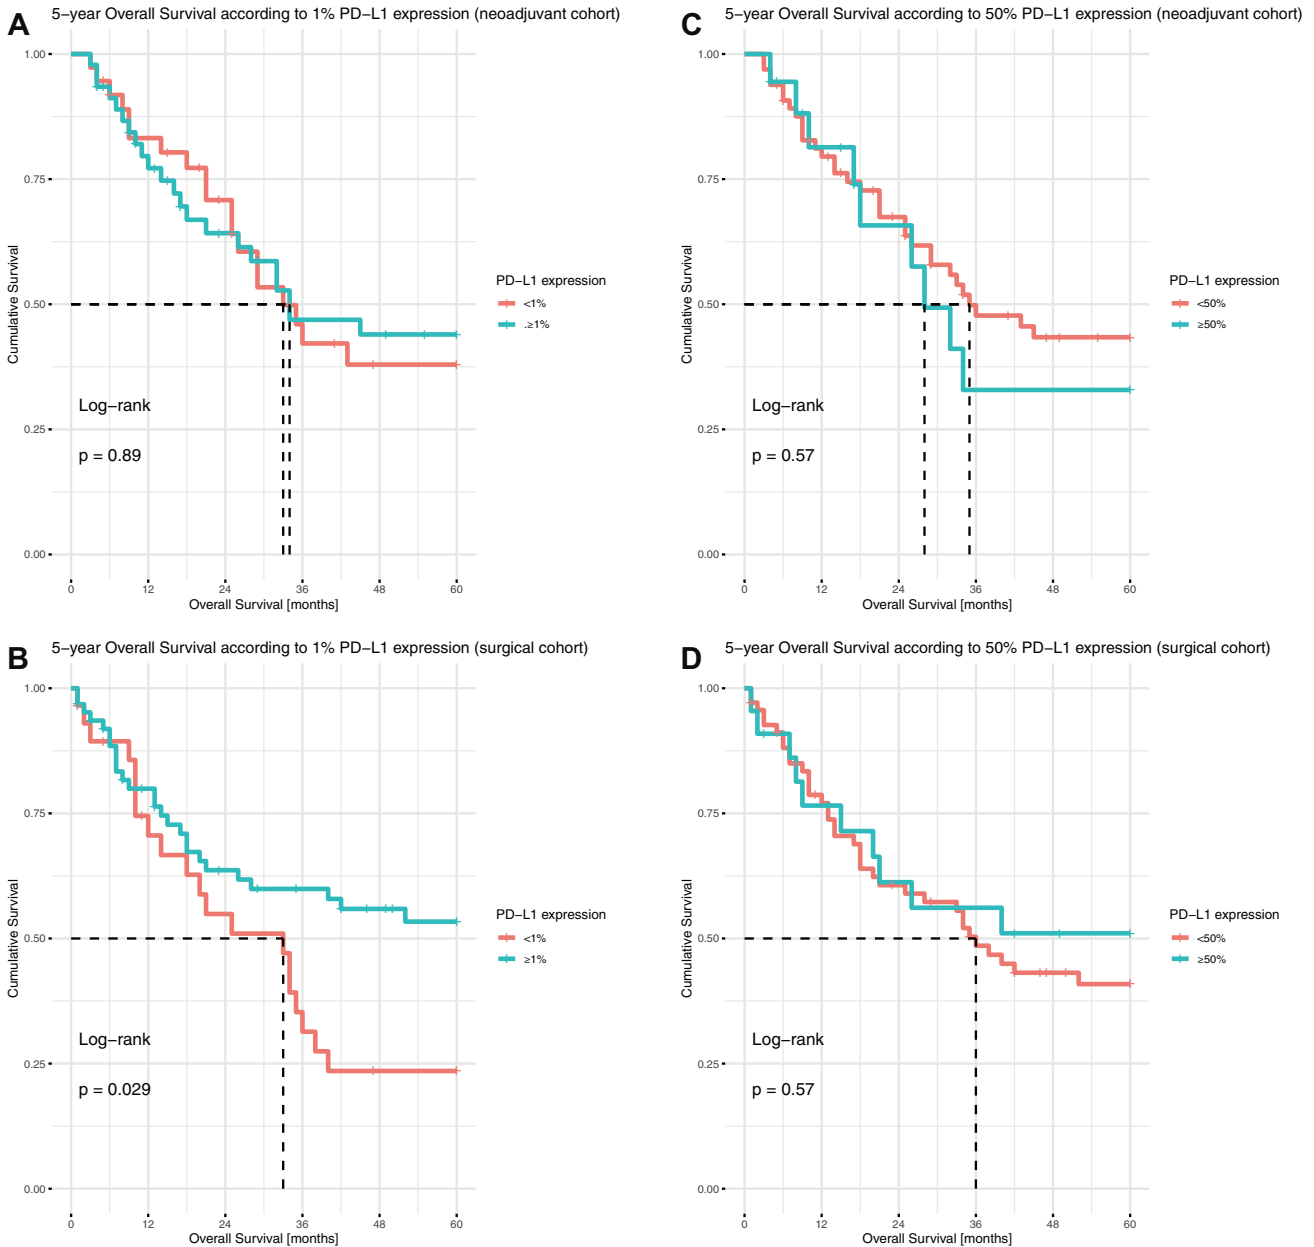 A
5-year Overall Survival according to 1% PD-L1 expression (neoadjuvant cohort)
1.00
0.75
0.50
0.25
0.00
Cumulative Survival
Log-rank
p = 0.89
0 12 24 36 48 60
Overall Survival [months]
PD-L1 expression
<1%
.≥1%
C
5-year Overall Survival according to 50% PD-L1 expression (neoadjuvant cohort)
1.00
0.75
0.50
0.25
0.00
Cumulative Survival
Log-rank
p = 0.57
0 12 24 36 48 60
Overall Survival [months]
PD-L1 expression
<50%
≥50%
B
5-year Overall Survival according to 1% PD-L1 expression (surgical cohort)
1.00
0.75
0.50
0.25
0.00
Cumulative Survival
Log-rank
p = 0.029
0 12 24 36 48 60
Overall Survival [months]
PD-L1 expression
<1%
≥1%
D
5-year Overall Survival according to 50% PD-L1 expression (surgical cohort)
1.00
0.75
0.50
0.25
0.00
Cumulative Survival
Log-rank
p = 0.57
0 12 24 36 48 60
Overall Survival [months]
PD-L1 expression
<50%
≥50%